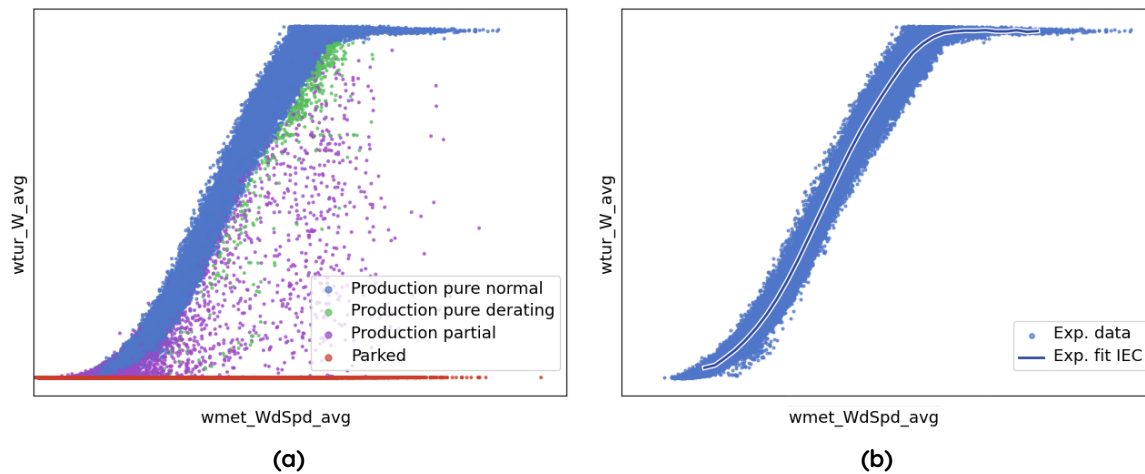 wtur_W_avg
Production pure normal
Production pure derating
Production partial
Parked
wmet_WdSpd_avg
(a)
wtur_W_avg
Exp. data
Exp. fit IEC
wmet_WdSpd_avg
(b)